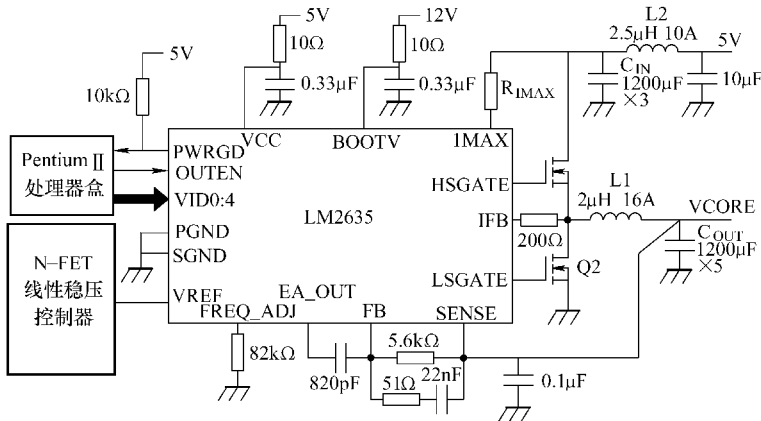 5V
10Ω
0.33μF
12V
10Ω
0.33μF
5V
10kΩ
L2
2.5μH 10A
5V
C_IN
1200μF
×3
10μF
R_IMAX
VCC
BOOTV
1MAX
Pentium Ⅱ
处理器盒
PWRGD
OUTEN
VID0:4
PGND
SGND
VREF
N-FET
线性稳压
控制器
LM2635
HSGATE
IFB
LSGATE
200Ω
Q2
L1
2μH 16A
VCORE
C_OUT
1200μF
×5
FREQ_ADJ
EA_OUT
FB
SENSE
82kΩ
820pF
5.6kΩ
51Ω
22nF
0.1μF